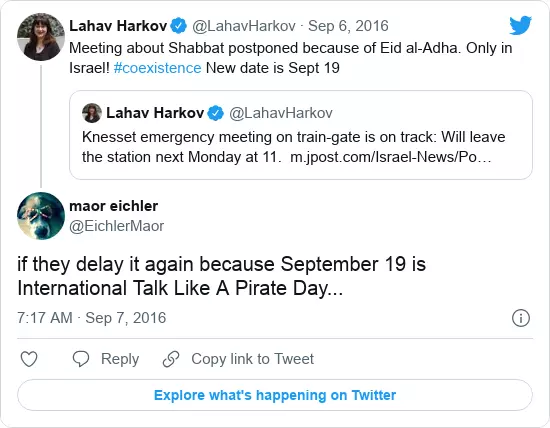 Lahav Harkov @LahavHarkov · Sep 6, 2016
Meeting about Shabbat postponed because of Eid al-Adha. Only in
Israel! #coexistence New date is Sept 19
Lahav Harkov @LahavHarkov
Knesset emergency meeting on train-gate is on track: Will leave
the station next Monday at 11. m.jpost.com/Israel-News/Po…
maor eichler
@EichlerMaor
if they delay it again because September 19 is
International Talk Like A Pirate Day...
7:17 AM · Sep 7, 2016
Reply
Copy link to Tweet
Explore what's happening on Twitter